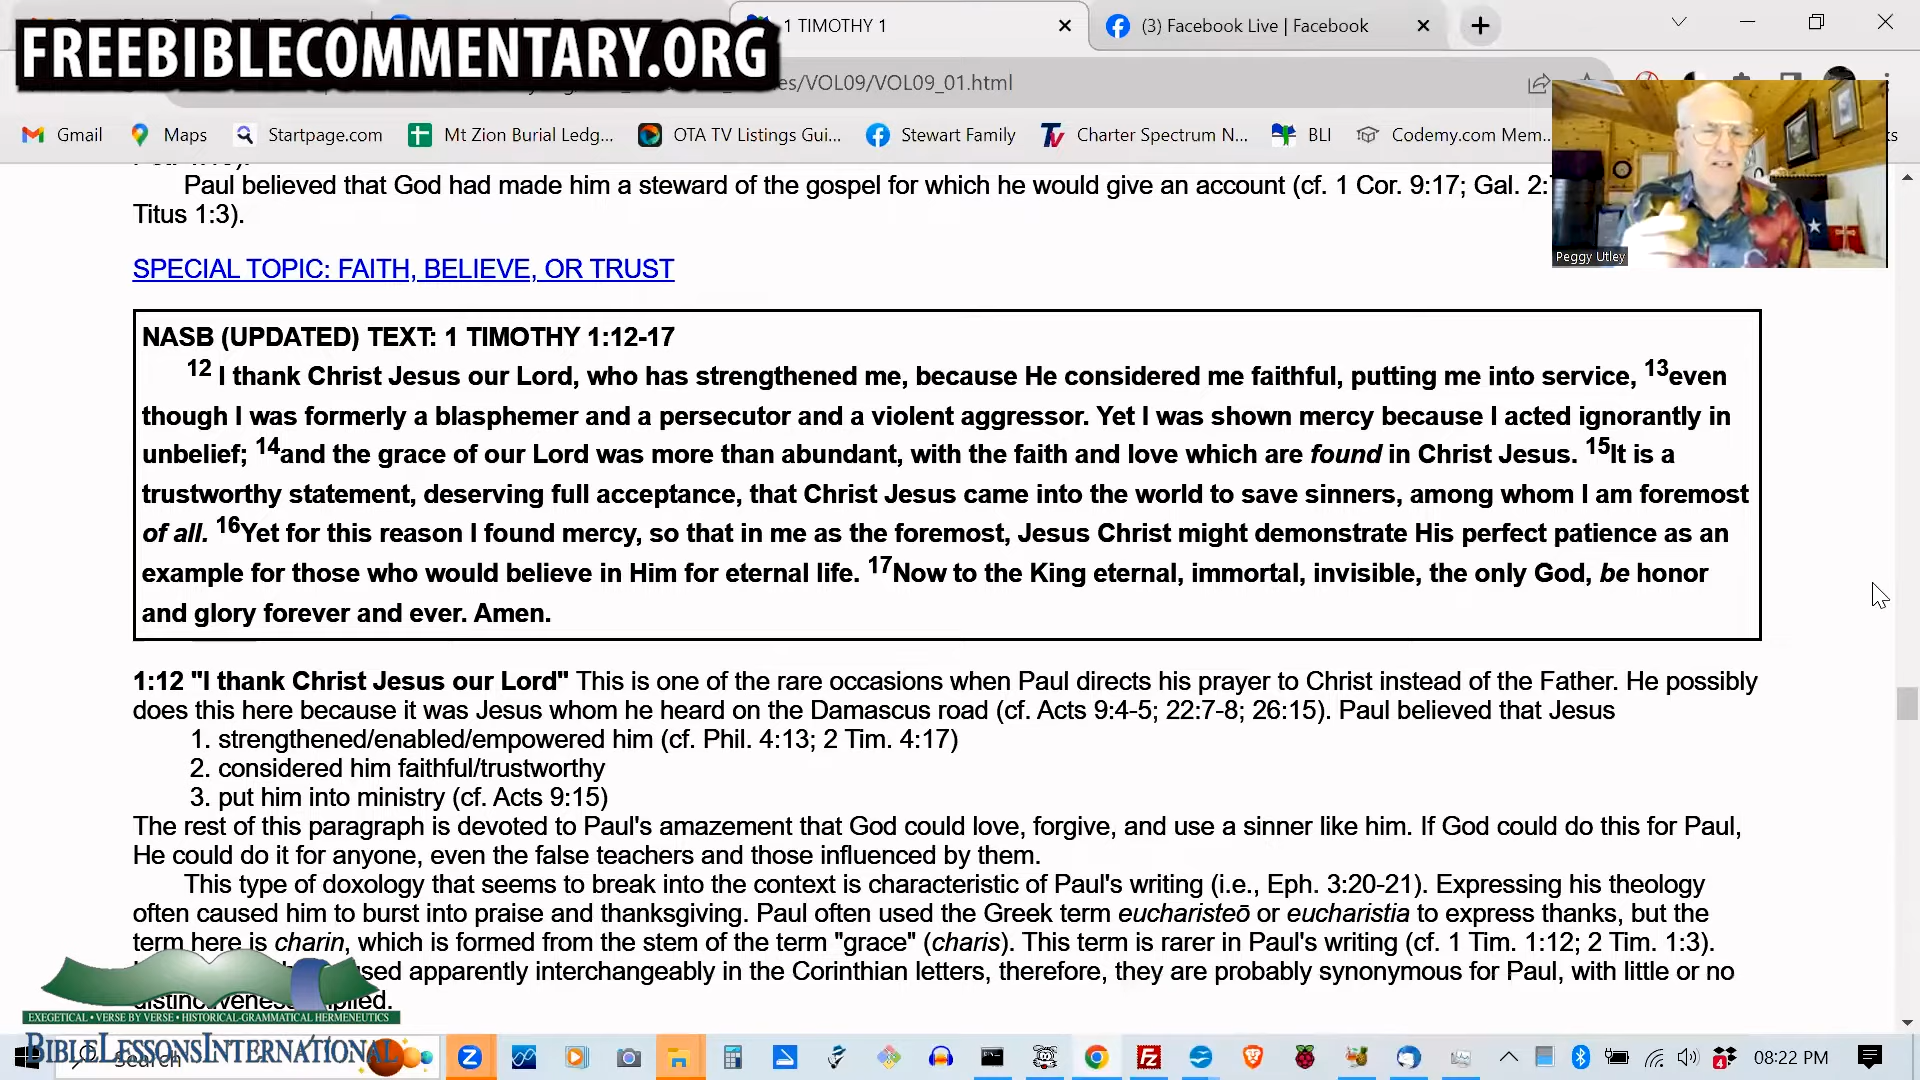 FREEBIBLECOMMENTARY.ORG
1 TIMOTHY 1
(3) Facebook Live | Facebook
es/VOL09/VOL09_01.html
Gmail Maps Startpage.com Mt Zion Burial Ledg... OTA TV Listings Gui... Stewart Family Charter Spectrum N... BLI Codemy.com Mem...
Peggy Utley
Paul believed that God had made him a steward of the gospel for which he would give an account (cf. 1 Cor. 9:17; Gal. 2:
Titus 1:3).
SPECIAL TOPIC: FAITH, BELIEVE, OR TRUST
NASB (UPDATED) TEXT: 1 TIMOTHY 1:12-17
12 I thank Christ Jesus our Lord, who has strengthened me, because He considered me faithful, putting me into service, 13even
though I was formerly a blasphemer and a persecutor and a violent aggressor. Yet I was shown mercy because I acted ignorantly in
unbelief; 14and the grace of our Lord was more than abundant, with the faith and love which are found in Christ Jesus. 15It is a
trustworthy statement, deserving full acceptance, that Christ Jesus came into the world to save sinners, among whom I am foremost
of all. 16Yet for this reason I found mercy, so that in me as the foremost, Jesus Christ might demonstrate His perfect patience as an
example for those who would believe in Him for eternal life. 17Now to the King eternal, immortal, invisible, the only God, be honor
and glory forever and ever. Amen.
1:12 "I thank Christ Jesus our Lord" This is one of the rare occasions when Paul directs his prayer to Christ instead of the Father. He possibly
does this here because it was Jesus whom he heard on the Damascus road (cf. Acts 9:4-5; 22:7-8; 26:15). Paul believed that Jesus
1. strengthened/enabled/empowered him (cf. Phil. 4:13; 2 Tim. 4:17)
2. considered him faithful/trustworthy
3. put him into ministry (cf. Acts 9:15)
The rest of this paragraph is devoted to Paul's amazement that God could love, forgive, and use a sinner like him. If God could do this for Paul,
He could do it for anyone, even the false teachers and those influenced by them.
This type of doxology that seems to break into the context is characteristic of Paul's writing (i.e., Eph. 3:20-21). Expressing his theology
often caused him to burst into praise and thanksgiving. Paul often used the Greek term eucharisteō or eucharistia to express thanks, but the
term here is charin, which is formed from the stem of the term "grace" (charis). This term is rarer in Paul's writing (cf. 1 Tim. 1:12; 2 Tim. 1:3).
used apparently interchangeably in the Corinthian letters, therefore, they are probably synonymous for Paul, with little or no
EXEGETICAL • VERSE BY VERSE • HISTORICAL-GRAMMATICAL HERMENEUTICS
BIBLELESSONSINTERNATIONAL
Search
08:22 PM